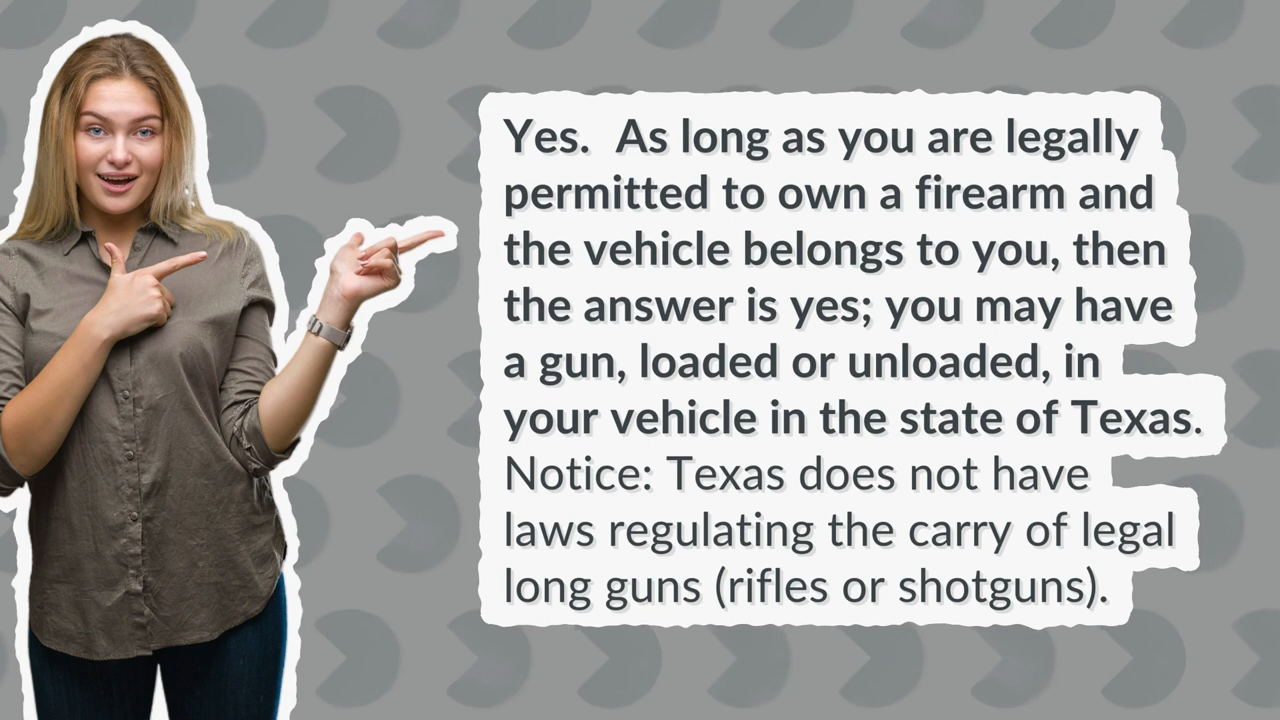 Yes.  As long as you are legally
permitted to own a firearm and
the vehicle belongs to you, then
the answer is yes; you may have
a gun, loaded or unloaded, in
your vehicle in the state of Texas.
Notice: Texas does not have
laws regulating the carry of legal
long guns (rifles or shotguns).